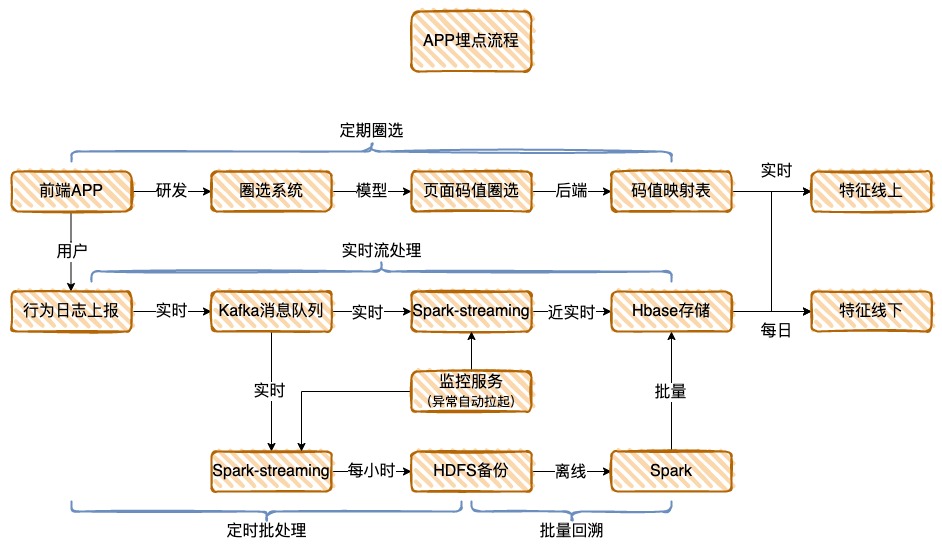 APP埋点流程
定期圈选
前端APP
研发
圈选系统
模型
页面码值圈选
后端
码值映射表
实时
特征线上
用户
实时流处理
行为日志上报
实时
Kafka消息队列
实时
Spark-streaming
近实时
Hbase存储
每日
特征线下
实时
监控服务
（异常自动拉起）
批量
Spark-streaming
每小时
HDFS备份
离线
Spark
定时批处理
批量回溯